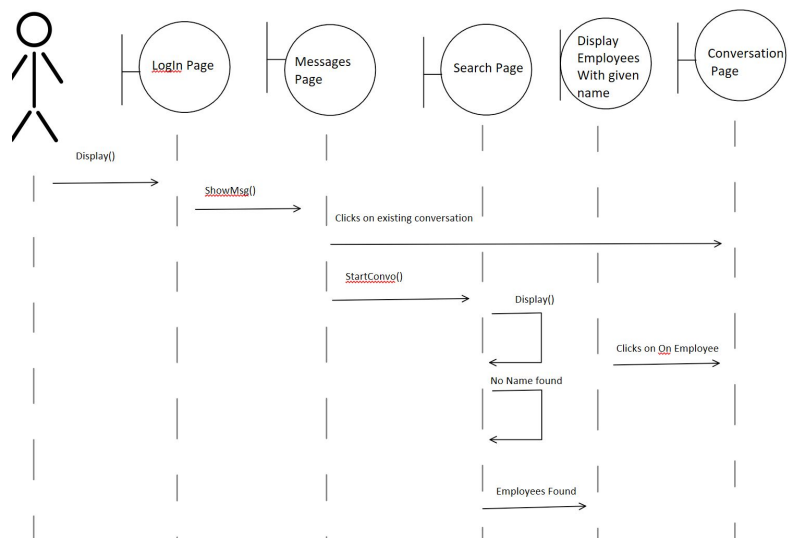 LogIn Page
Messages
Page
Search Page
Display
Employees
With given
name
Conversation
Page
Display()
ShowMsg()
Clicks on existing conversation
StartConvo()
Display()
Clicks on On Employee
No Name found
Employees Found